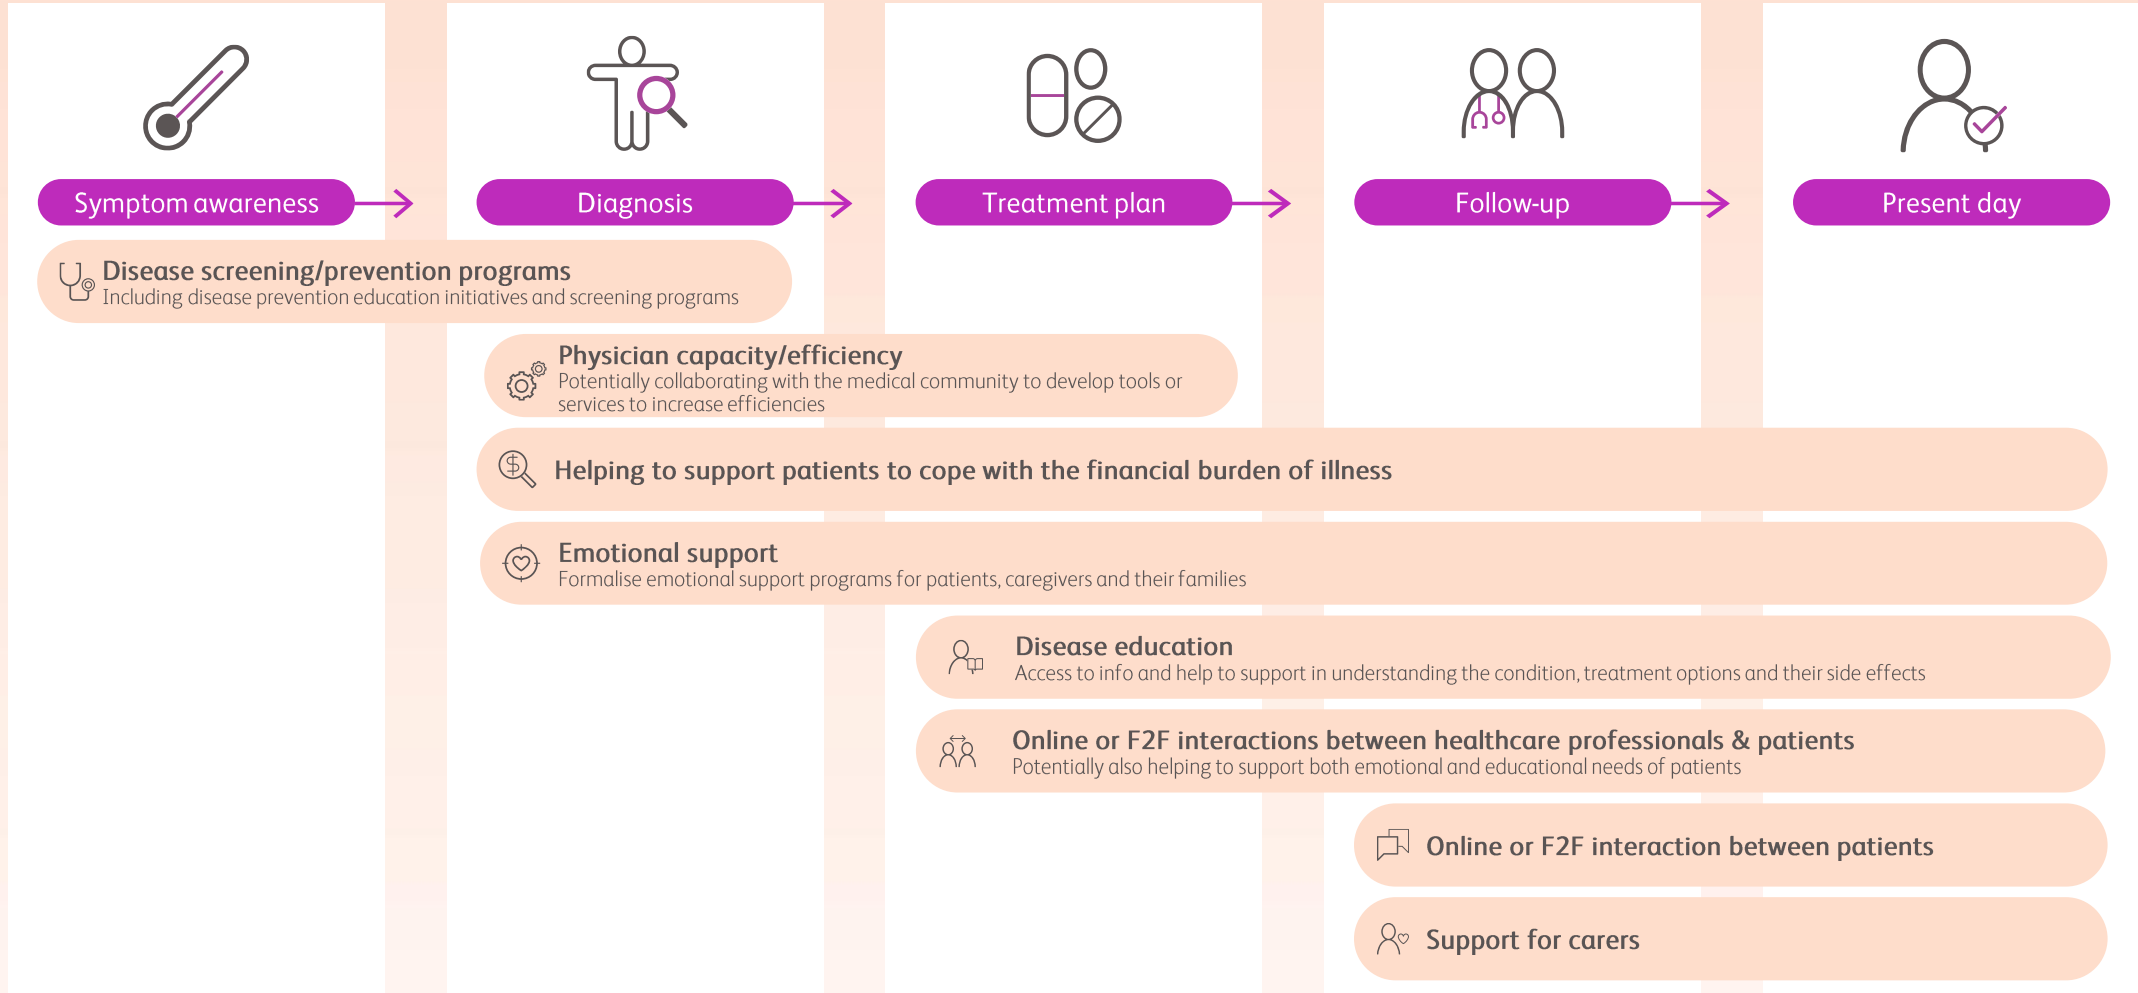 Symptom awareness
Diagnosis
Treatment plan
Follow-up
Present day
Disease screening/prevention programs
Including disease prevention education initiatives and screening programs
Physician capacity/efficiency
Potentially collaborating with the medical community to develop tools or
services to increase efficiencies
Helping to support patients to cope with the financial burden of illness
Emotional support
Formalise emotional support programs for patients, caregivers and their families
Disease education
Access to info and help to support in understanding the condition, treatment options and their side effects
Online or F2F interactions between healthcare professionals & patients
Potentially also helping to support both emotional and educational needs of patients
Online or F2F interaction between patients
Support for carers